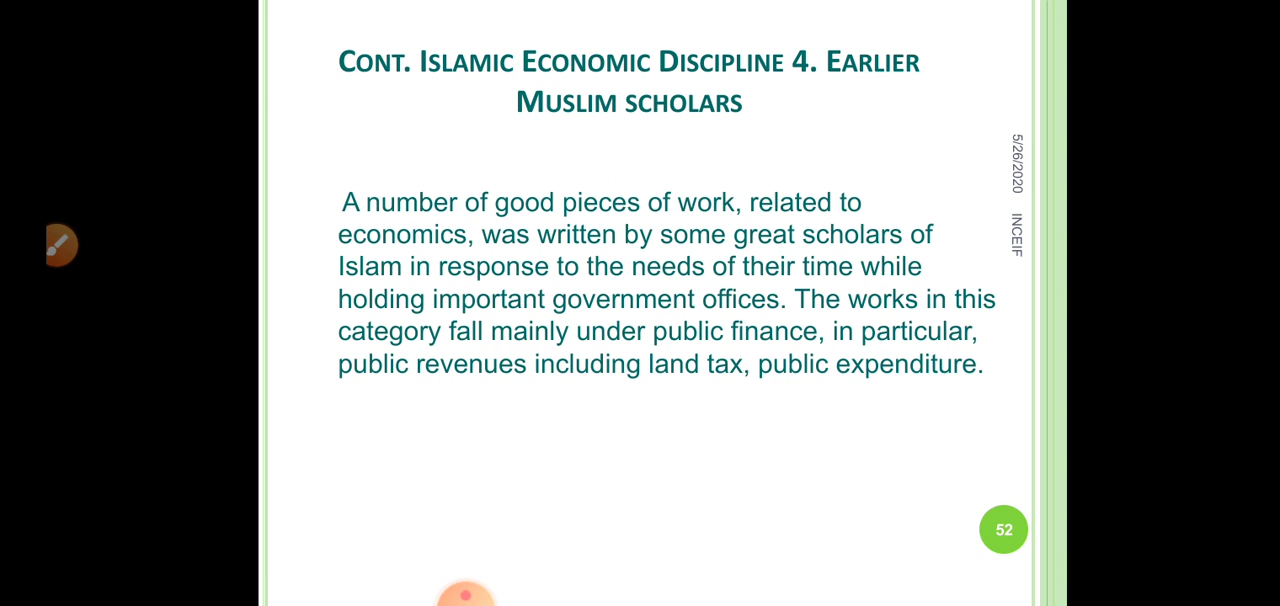 CONT. ISLAMIC ECONOMIC DISCIPLINE 4. EARLIER
MUSLIM SCHOLARS
A number of good pieces of work, related to
economics, was written by some great scholars of
Islam in response to the needs of their time while
holding important government offices. The works in this
category fall mainly under public finance, in particular,
public revenues including land tax, public expenditure.
5/26/2020 INCEIF
52